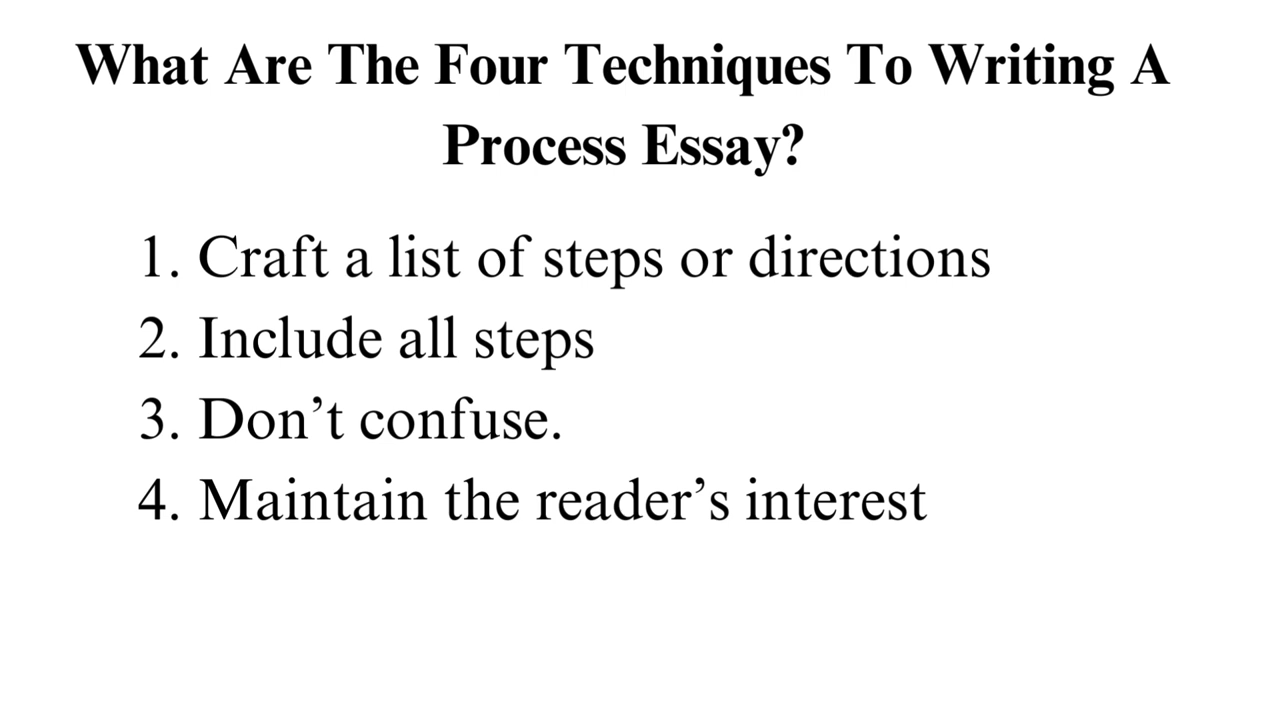 What Are The Four Techniques To Writing A
Process Essay?
1. Craft a list of steps or directions
2. Include all steps
3. Don’t confuse.
4. Maintain the reader’s interest